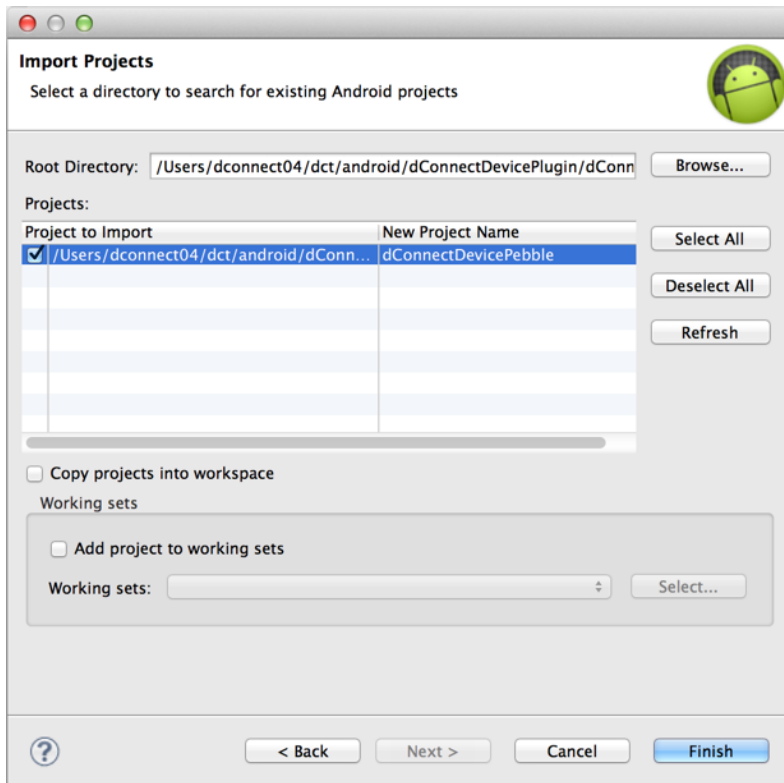 Import Projects
Select a directory to search for existing Android projects
Root Directory: /Users/dconnect04/dct/android/dConnectDevicePlugin/dConn Browse...
Projects:
Project to Import New Project Name
/Users/dconnect04/dct/android/dConn... dConnectDevicePebble
Select All
Deselect All
Refresh
Copy projects into workspace
Working sets
Add project to working sets
Working sets: Select...
? < Back Next > Cancel Finish